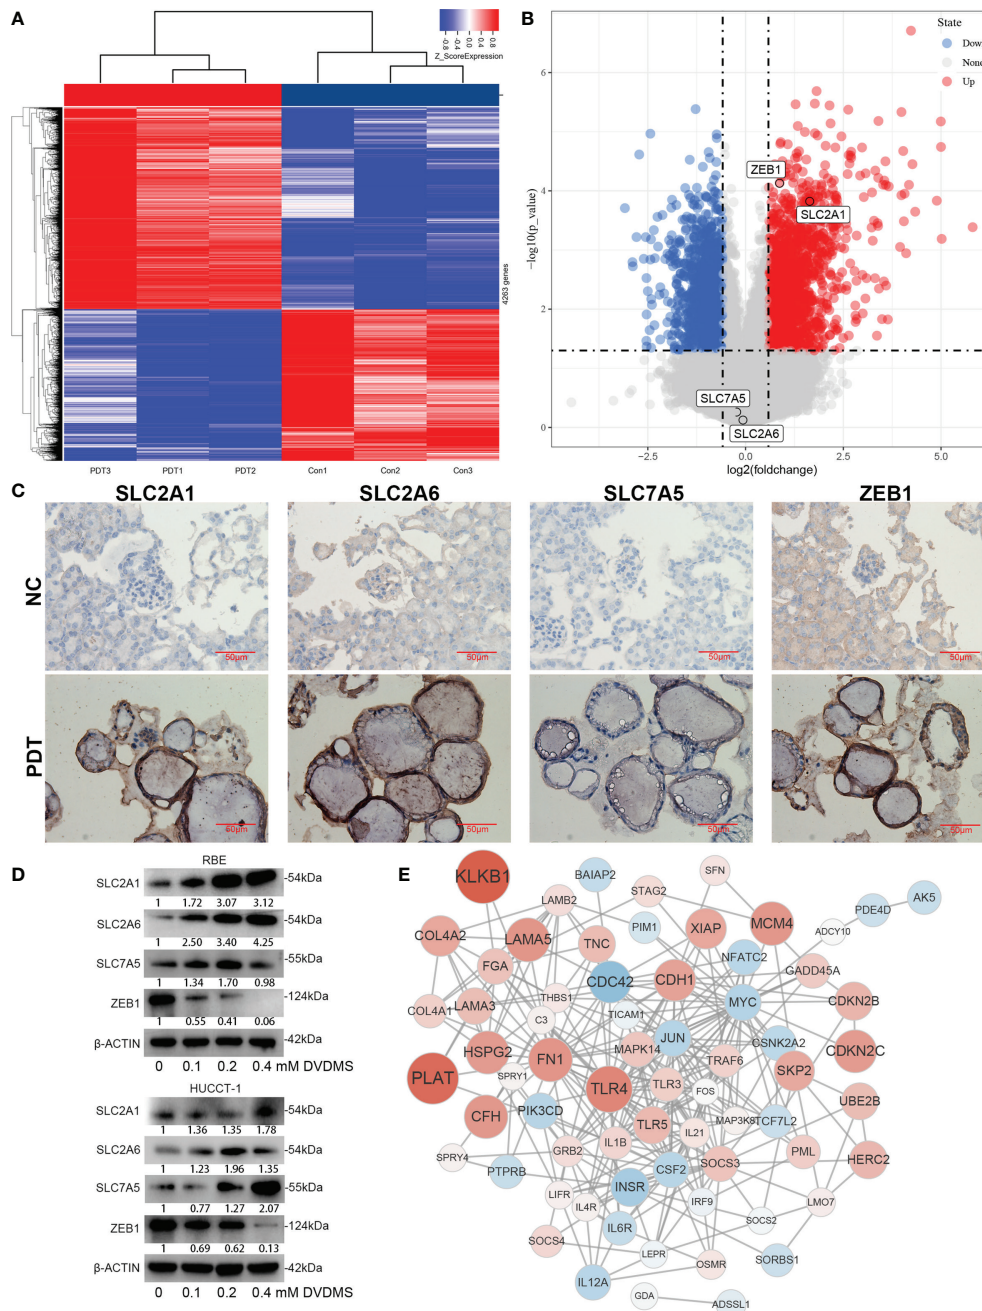 A
-0.8 -0.4 0.0 0.4 0.8
Z_ScoreExpression
4263 genes
PDT3 PDT1 PDT2 Con1 Con2 Con3
B
State
Dow
None
Up
ZEB1
SLC2A1
SLC7A5
SLC2A6
−log10(p_value)
6
4
2
0
−2.5 0.0 2.5 5.0
log2(foldchange)
C
SLC2A1 SLC2A6 SLC7A5 ZEB1
NC
50μm 50μm 50μm 50μm
PDT
50μm 50μm 50μm 50μm
D
RBE
SLC2A1 -54kDa
1 1.72 3.07 3.12
SLC2A6 -54kDa
1 2.50 3.40 4.25
SLC7A5 -55kDa
1 1.34 1.70 0.98
ZEB1 -124kDa
1 0.55 0.41 0.06
β-ACTIN -42kDa
0 0.1 0.2 0.4 mM DVDMS
HUCCT-1
SLC2A1 -54kDa
1 1.36 1.35 1.78
SLC2A6 -54kDa
1 1.23 1.96 1.35
SLC7A5 -55kDa
1 0.77 1.27 2.07
ZEB1 -124kDa
1 0.69 0.62 0.13
β-ACTIN -42kDa
0 0.1 0.2 0.4 mM DVDMS
E
KLKB1
BAIAP2
SFN
STAG2
LAMB2
AK5
PDE4D
ADCY10
COL4A2
LAMA5
TNC
PIM1
XIAP
MCM4
NFATC2
FGA
CDC42
CDH1
GADD45A
COL4A1
LAMA3
THBS1
C3
TICAM1
MYC
CDKN2B
HSPG2
FN1
MAPK14
JUN
CSNK2A2
CDKN2C
PLAT
SPRY1
TLR4
TLR3
TRAF6
FOS
SKP2
CFH
PIK3CD
TLR5
MAP3K8
TCF7L2
UBE2B
IL1B
IL21
SPRY4
GRB2
PTPRB
CSF2
SOCS3
PML
HERC2
INSR
LIFR
IL4R
IRF9
LMO7
IL6R
SOCS2
SOCS4
LEPR
OSMR
SORBS1
IL12A
GDA
ADSSL1